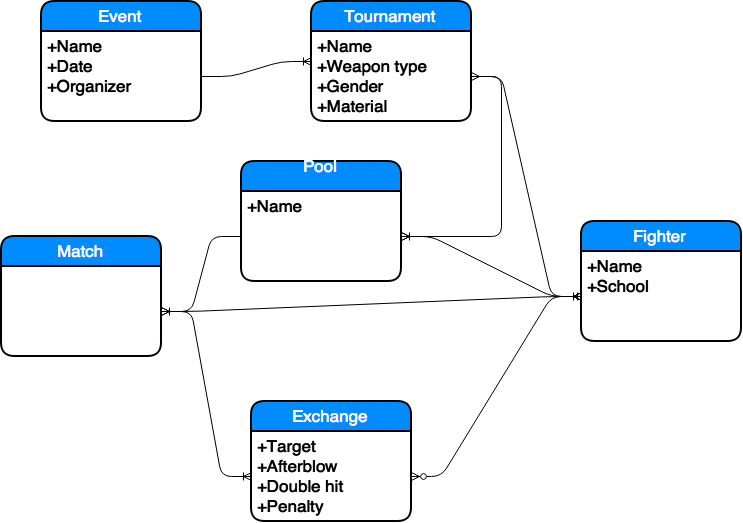 Event
+Name
+Date
+Organizer
Tournament
+Name
+Weapon type
+Gender
+Material
Pool
+Name
Match
Fighter
+Name
+School
Exchange
+Target
+Afterblow
+Double hit
+Penalty